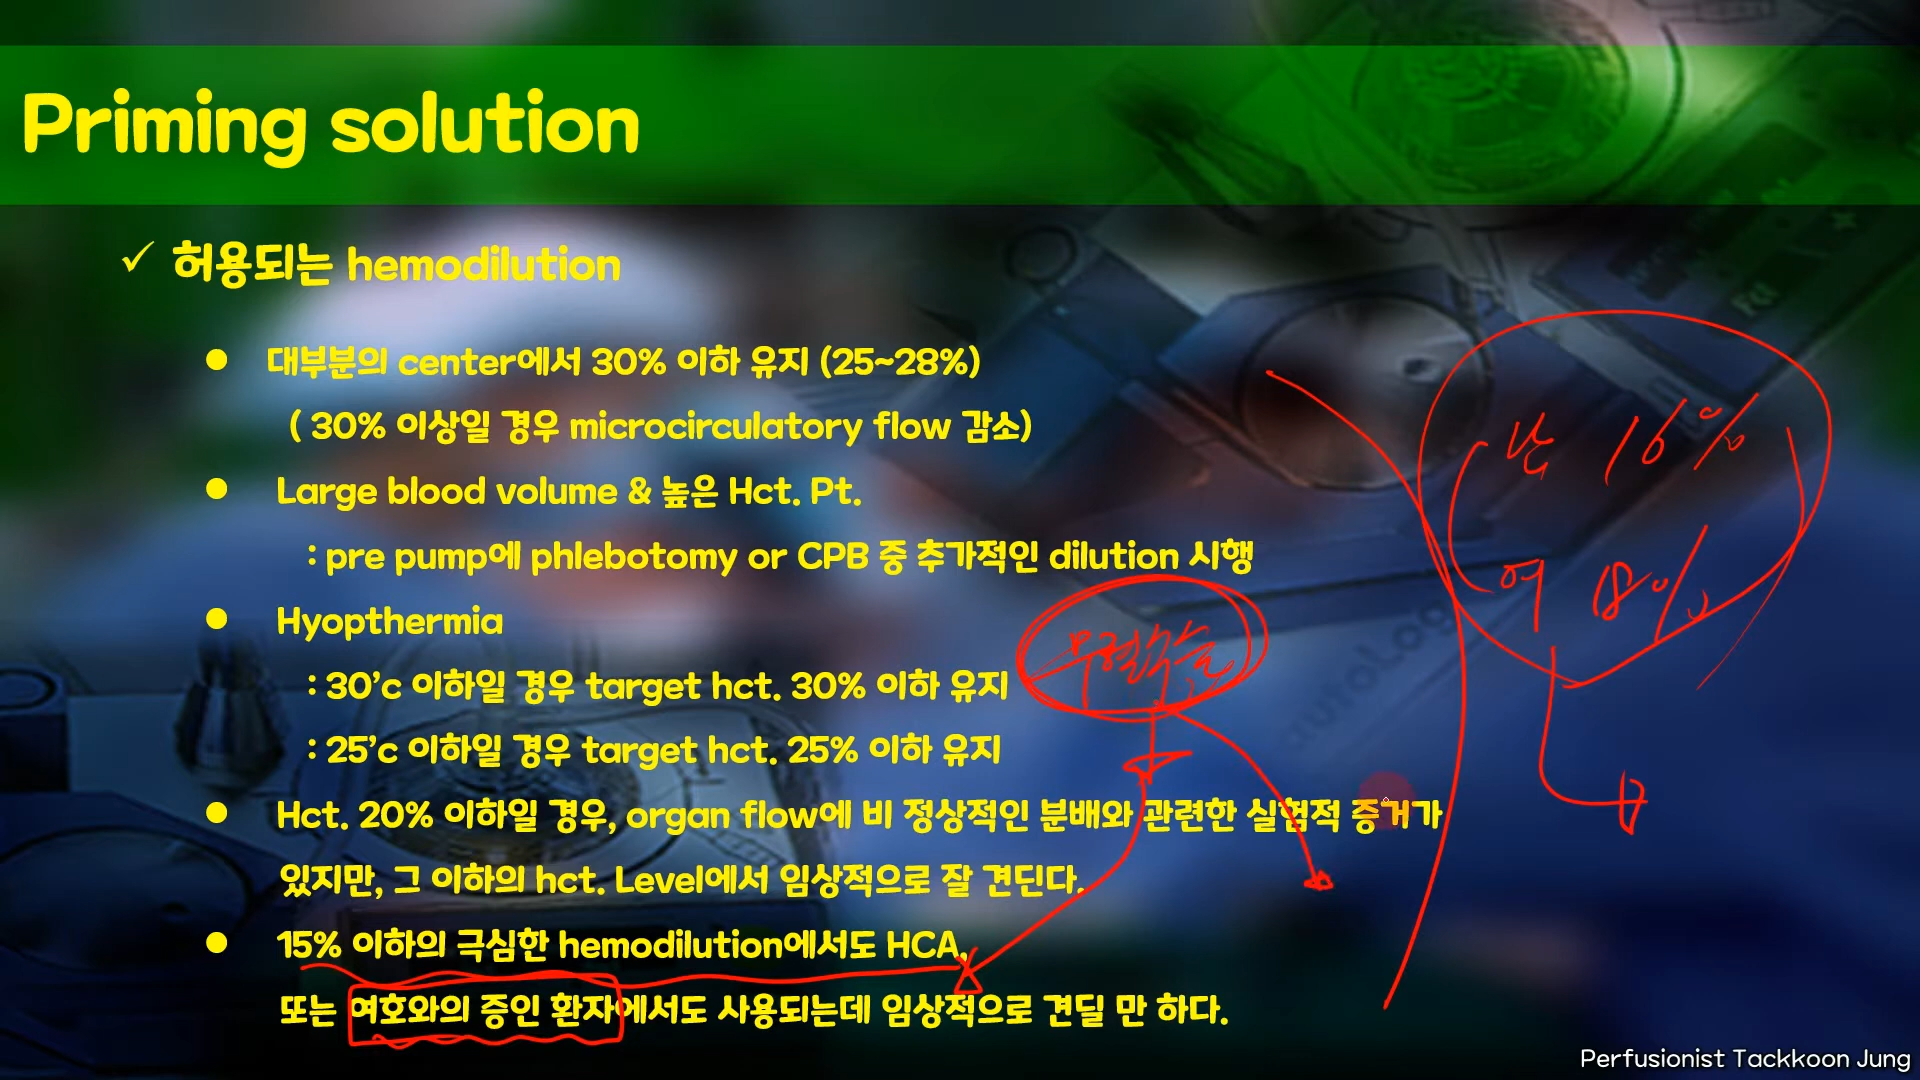 Priming solution
✓ 허용되는 hemodilution
● 대부분의 center에서 30% 이하 유지 (25~28%)
( 30% 이상일 경우 microcirculatory flow 감소)
● Large blood volume & 높은 Hct. Pt.
: pre pump에 phlebotomy or CPB 중 추가적인 dilution 시행
● Hyopthermia
: 30’c 이하일 경우 target hct. 30% 이하 유지
: 25’c 이하일 경우 target hct. 25% 이하 유지
● Hct. 20% 이하일 경우, organ flow에 비 정상적인 분배와 관련한 실험적 증거가
있지만, 그 이하의 hct. Level에서 임상적으로 잘 견딘다.
● 15% 이하의 극심한 hemodilution에서도 HCA,
또는 여호와의 증인 환자에서도 사용되는데 임상적으로 견딜 만 하다.
무혈수술
남 16%
여 18%
autoLog
Perfusionist Tackkoon Jung